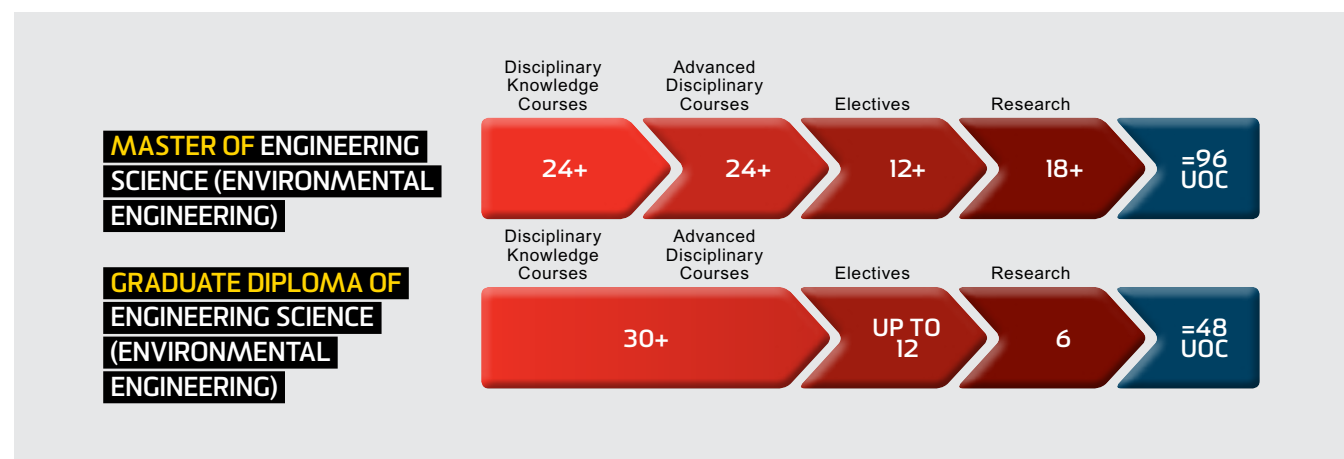 MASTER OF ENGINEERING
SCIENCE (ENVIRONMENTAL
ENGINEERING)
Disciplinary
Knowledge
Courses
Advanced
Disciplinary
Courses
Electives
Research
24+
24+
12+
18+
=96
UOC
GRADUATE DIPLOMA OF
ENGINEERING SCIENCE
(ENVIRONMENTAL
ENGINEERING)
Disciplinary
Knowledge
Courses
Advanced
Disciplinary
Courses
Electives
Research
30+
UP TO
12
6
=48
UOC